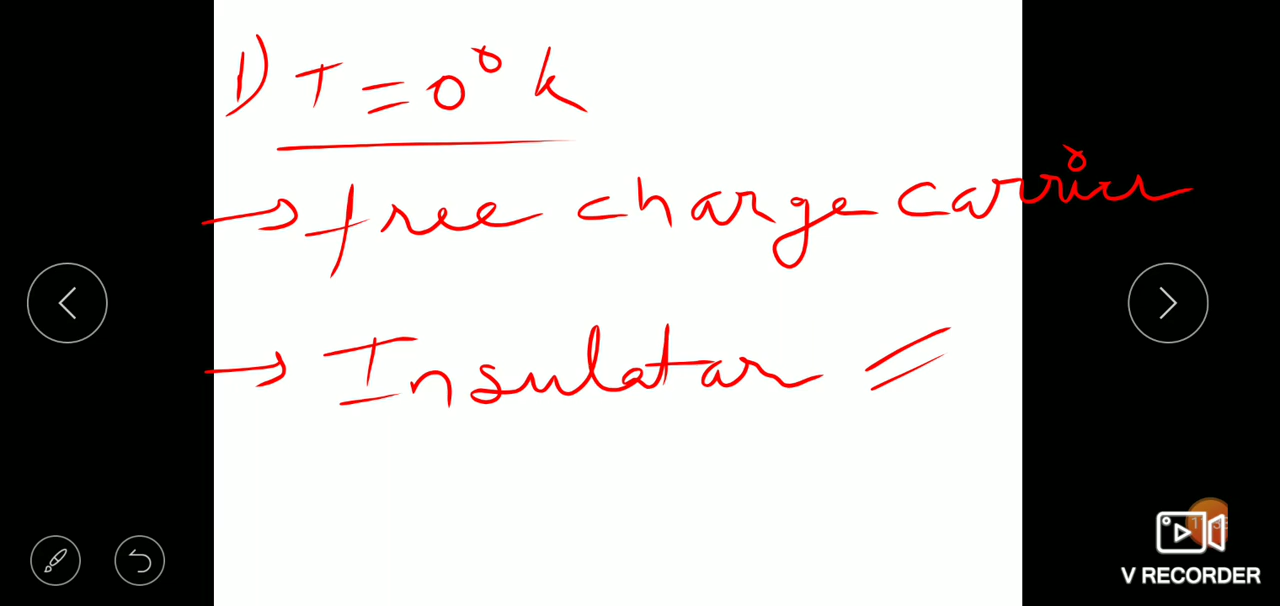 1) T = 0° k
→ free charge carrier
→ Insulator =
V RECORDER